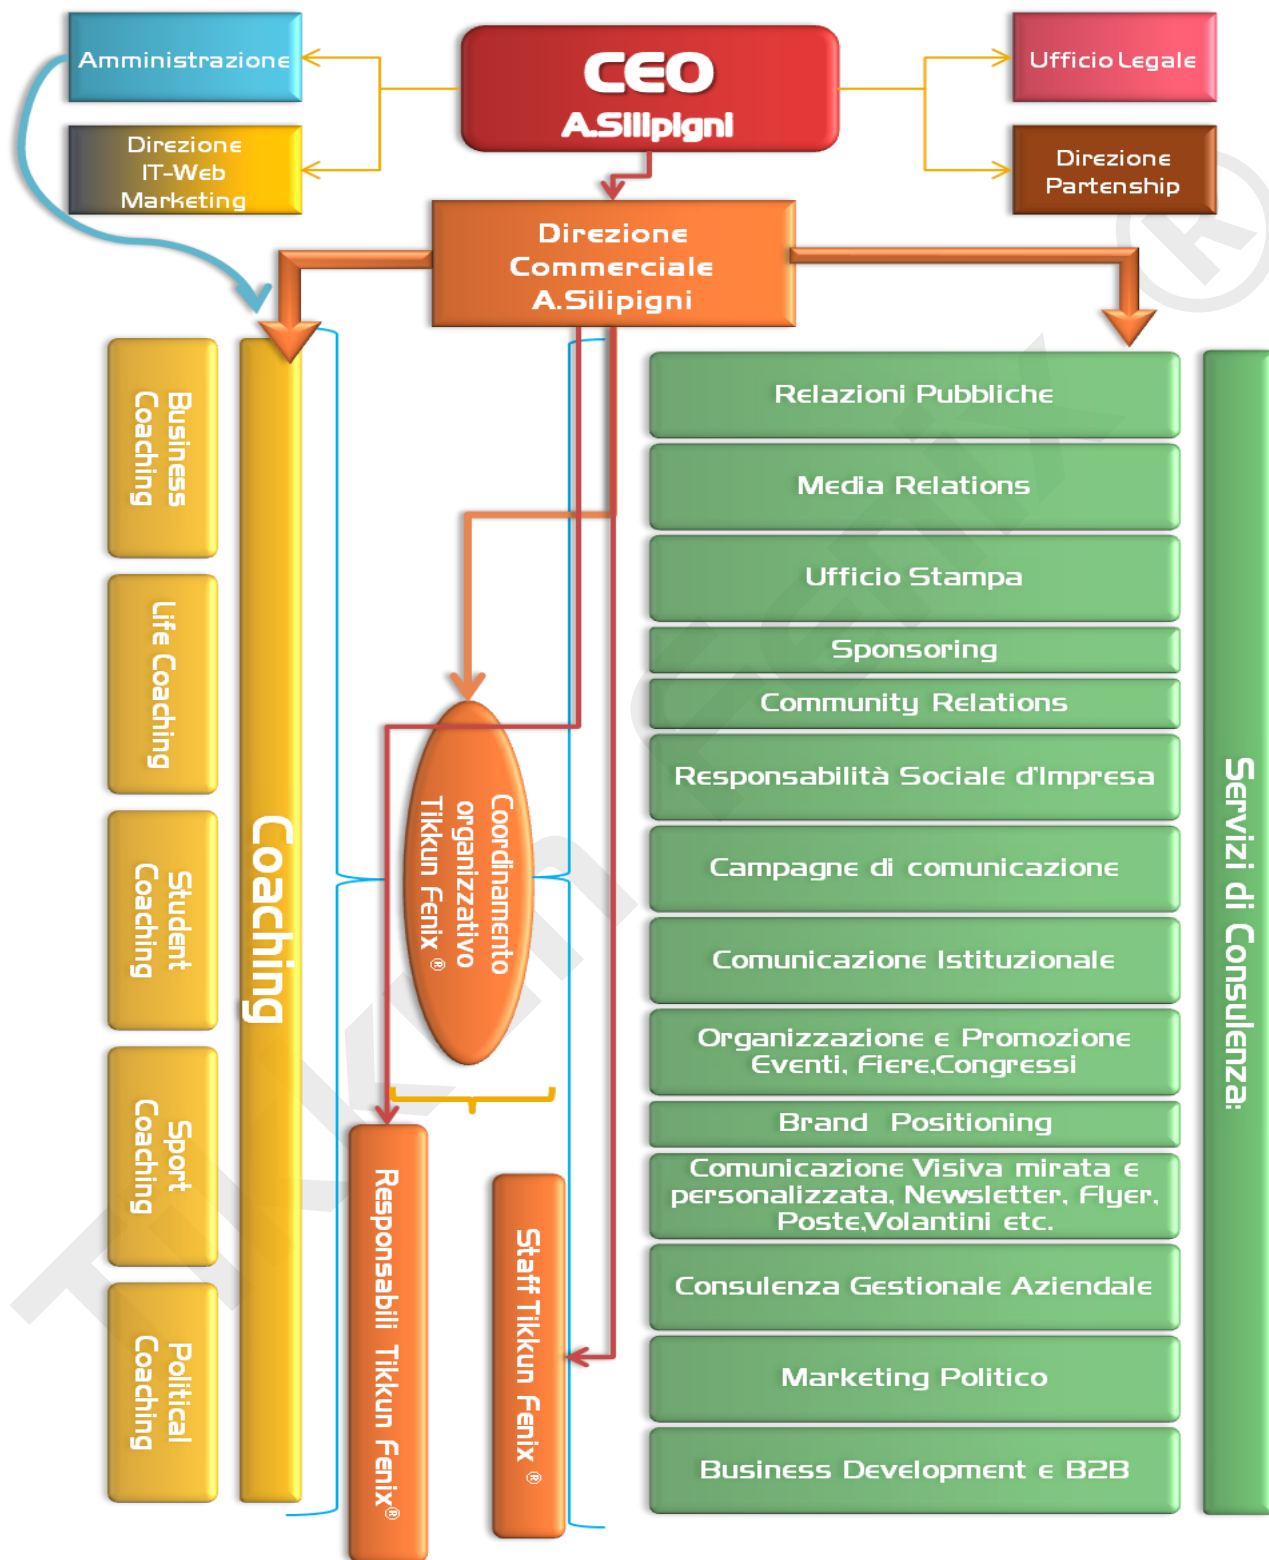 Amministrazione
CEO
A.Silipigni
Ufficio Legale
Direzione
IT-Web
Marketing
Direzione
Partenship
Direzione
Commerciale
A.Silipigni
Business
Coaching
Life Coaching
Student
Coaching
Sport
Coaching
Political
Coaching
Coaching
Coordinamento
organizzativo
Tikkun Fenix ®
Responsabili Tikkun Fenix®
Staff Tikkun Fenix ®
Relazioni Pubbliche
Media Relations
Ufficio Stampa
Sponsoring
Community Relations
Responsabilità Sociale d'Impresa
Campagne di comunicazione
Comunicazione Istituzionale
Organizzazione e Promozione
Eventi, Fiere,Congressi
Brand Positioning
Comunicazione Visiva mirata e
personalizzata, Newsletter, Flyer,
Poste,Volantini etc.
Consulenza Gestionale Aziendale
Marketing Politico
Business Development e B2B
Servizi di Consulenza:
Tikkun Fenix ®